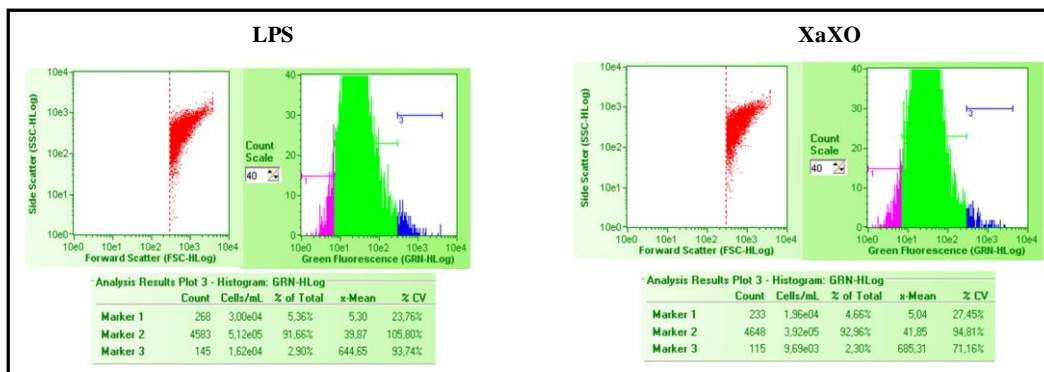 LPS
10e4
10e3
10e2
10e1
10e0
Side Scatter (SSC-HLog)
10e0 10e1 10e2 10e3 10e4
Forward Scatter (FSC-HLog)
Count
Scale
40
40
30
20
10
0
1
3
10e0 10e1 10e2 10e3 10e4
Green Fluorescence (GRN-HLog)
Analysis Results Plot 3 - Histogram: GRN-HLog
Count Cells/mL % of Total x-Mean % CV
Marker 1 268 3,00e04 5,36% 5,30 23,76%
Marker 2 4583 5,12e05 91,66% 39,87 105,80%
Marker 3 145 1,62e04 2,90% 644,65 93,74%
XaXO
10e4
10e3
10e2
10e1
10e0
Side Scatter (SSC-HLog)
10e0 10e1 10e2 10e3 10e4
Forward Scatter (FSC-HLog)
Count
Scale
40
40
30
20
10
0
1
3
10e0 10e1 10e2 10e3 10e4
Green Fluorescence (GRN-HLog)
Analysis Results Plot 3 - Histogram: GRN-HLog
Count Cells/mL % of Total x-Mean % CV
Marker 1 233 1,96e04 4,66% 5,04 27,45%
Marker 2 4648 3,92e05 92,96% 41,85 94,81%
Marker 3 115 9,69e03 2,30% 685,31 71,16%